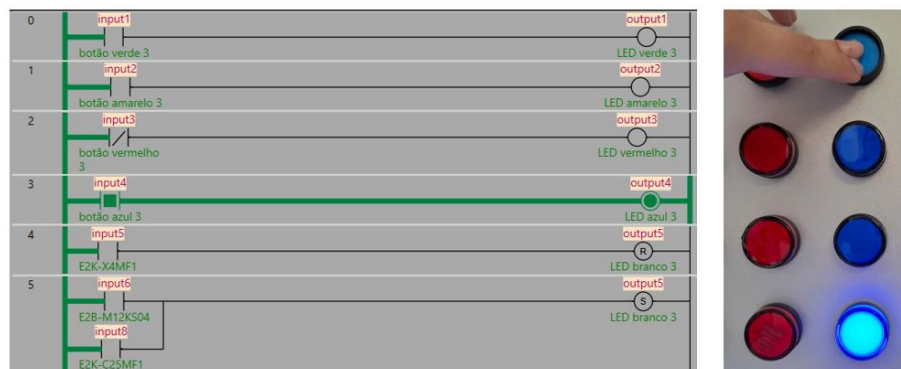 0
input1 output1
botão verde 3 LED verde 3
1
input2 output2
botão amarelo 3 LED amarelo 3
2
input3 output3
botão vermelho LED vermelho 3
3
3
input4 output4
botão azul 3 LED azul 3
4
input5 output5
R
E2K-X4MF1 LED branco 3
5
input6 output5
S
E2B-M12KS04 LED branco 3
input8
E2K-C25MF1